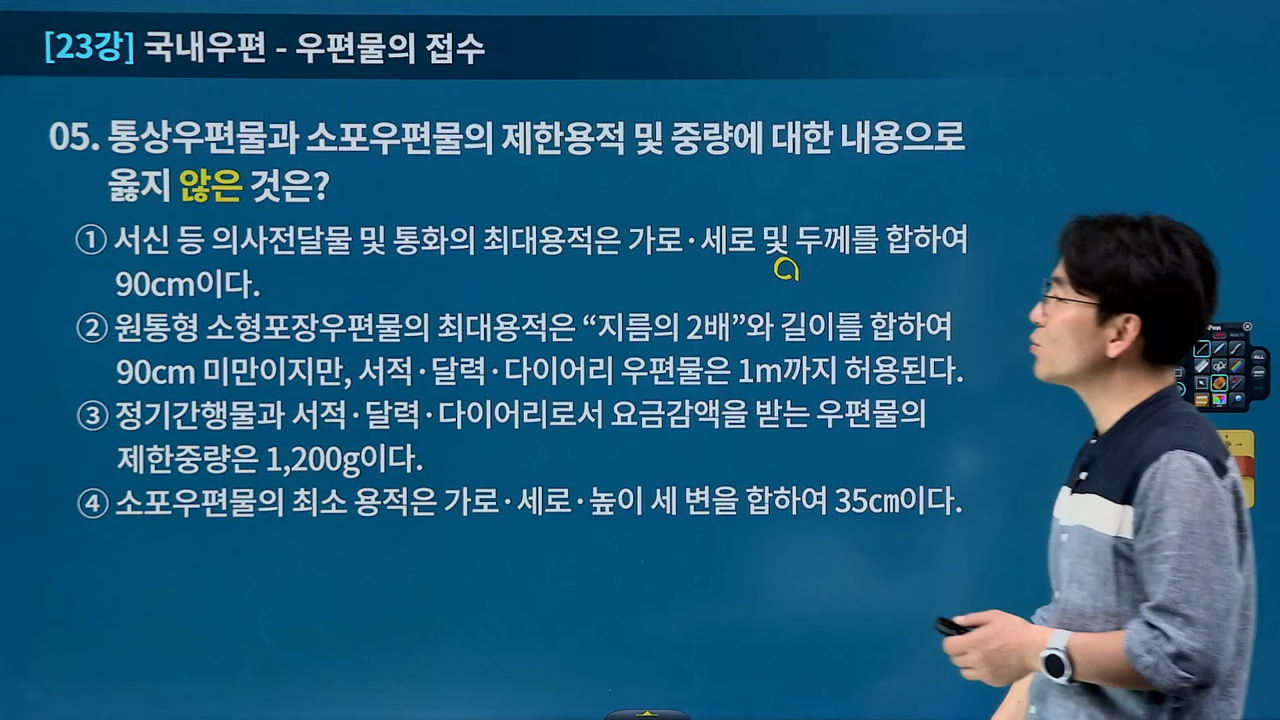 [23강] 국내우편 - 우편물의 접수
05. 통상우편물과 소포우편물의 제한용적 및 중량에 대한 내용으로
옳지 않은 것은?
① 서신 등 의사전달물 및 통화의 최대용적은 가로·세로 및 두께를 합하여
90cm이다.
② 원통형 소형포장우편물의 최대용적은 “지름의 2배”와 길이를 합하여
90cm 미만이지만, 서적·달력·다이어리 우편물은 1m까지 허용된다.
③ 정기간행물과 서적·달력·다이어리로서 요금감액을 받는 우편물의
제한중량은 1,200g이다.
④ 소포우편물의 최소 용적은 가로·세로·높이 세 변을 합하여 35㎝이다.